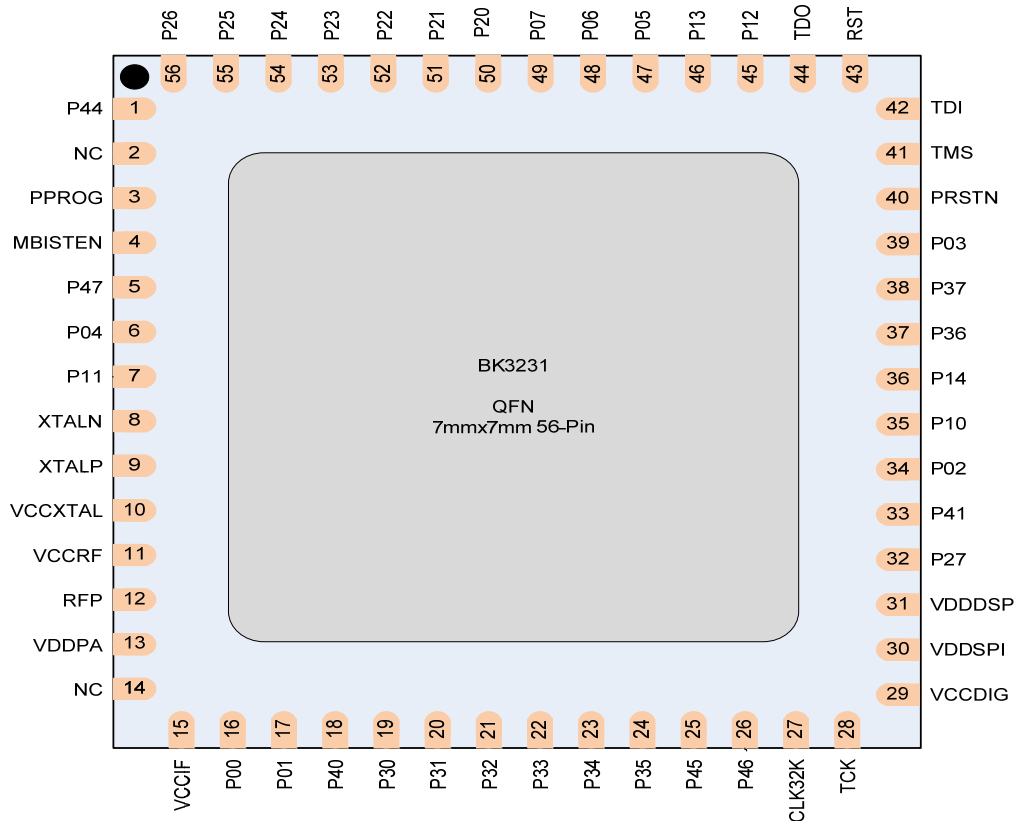 P26 P25 P24 P23 P22 P21 P20 P07 P06 P05 P13 P12 TDO RST
56 55 54 53 52 51 50 49 48 47 46 45 44 43
P44 1
NC 2
PPROG 3
MBISTEN 4
P47 5
P04 6
P11 7
XTALN 8
XTALP 9
VCCXTAL 10
VCCRF 11
RFP 12
VDDPA 13
NC 14
BK3231
QFN
7mmx7mm 56-Pin
42 TDI
41 TMS
40 PRSTN
39 P03
38 P37
37 P36
36 P14
35 P10
34 P02
33 P41
32 P27
31 VDDDSP
30 VDDSPI
29 VCCDIG
15 16 17 18 19 20 21 22 23 24 25 26 27 28
VCCIF P00 P01 P40 P30 P31 P32 P33 P34 P35 P45 P46 CLK32K TCK